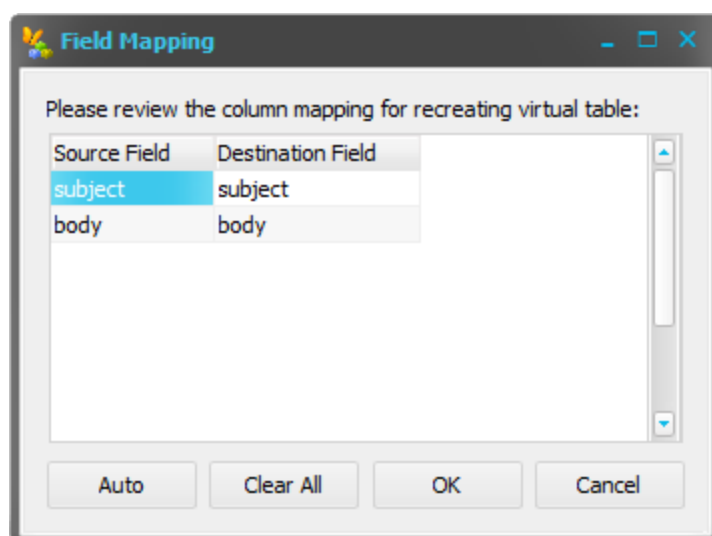 Field Mapping
Please review the column mapping for recreating virtual table:
Source Field Destination Field
subject subject
body body
Auto Clear All OK Cancel